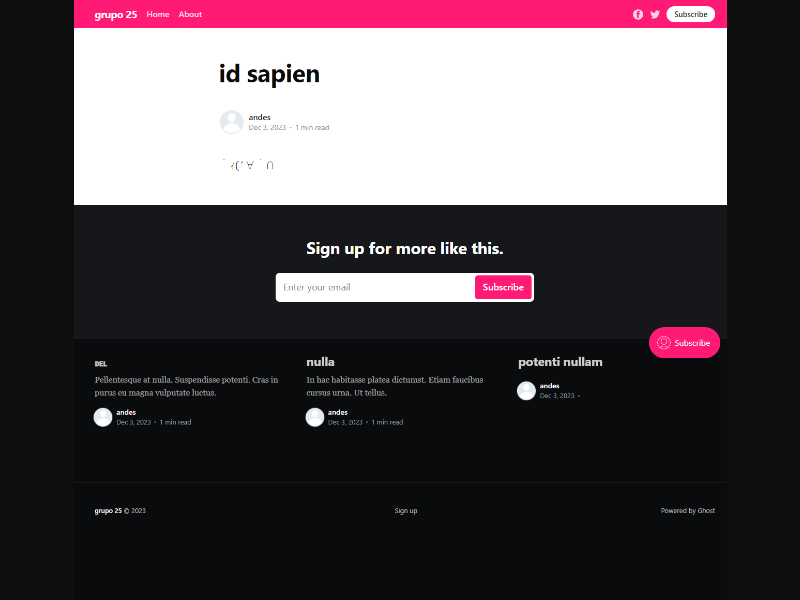 grupo 25 Home About Subscribe
id sapien
andes
Dec 3, 2023 • 1 min read
Sign up for more like this.
Enter your email Subscribe
Subscribe
DEL
Pellentesque at nulla. Suspendisse potenti. Cras in
purus eu magna vulputate luctus.
andes
Dec 3, 2023 • 1 min read
nulla
In hac habitasse platea dictumst. Etiam faucibus
cursus urna. Ut tellus.
andes
Dec 3, 2023 • 1 min read
potenti nullam
andes
Dec 3, 2023 •
grupo 25 © 2023 Sign up Powered by Ghost